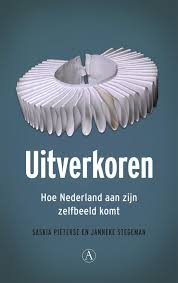 Uitverkoren
Hoe Nederland aan zijn
zelfbeeld komt
SASKIA PIETERSE EN JANNEKE STEGEMAN
A